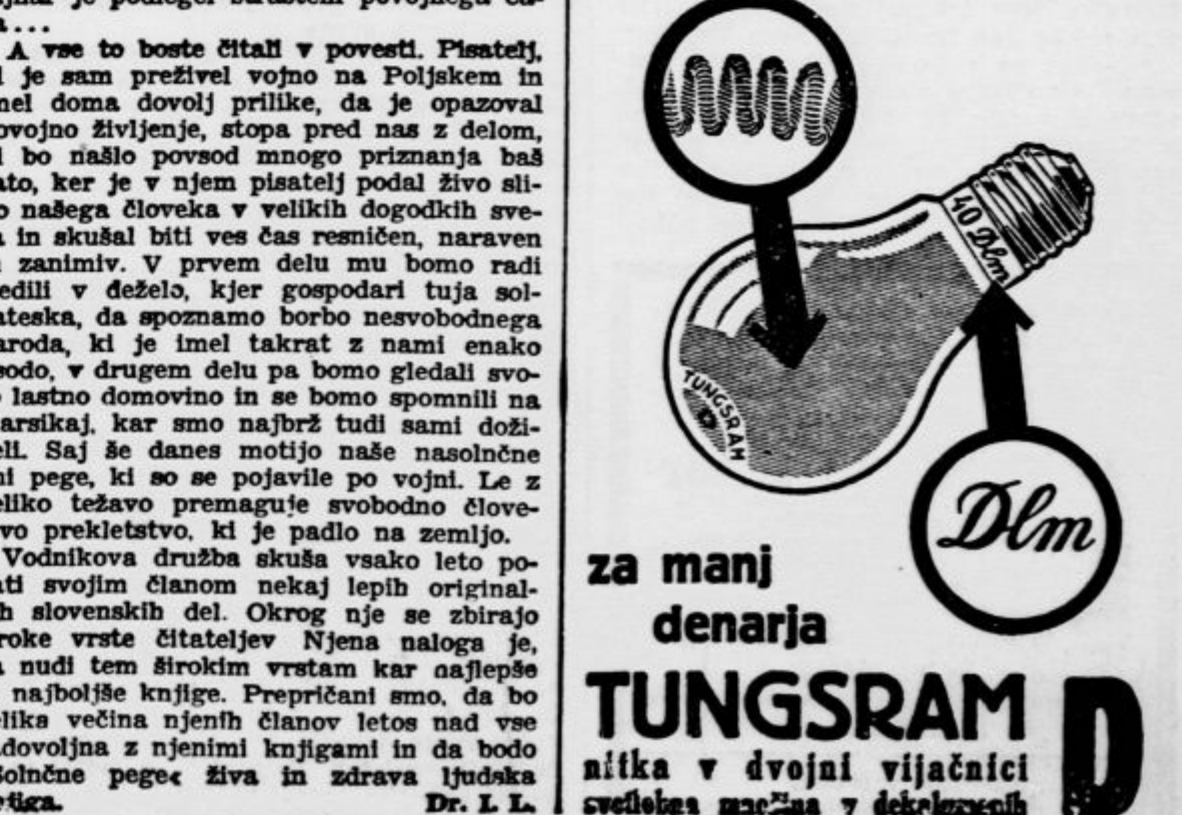 A vse to boste čitali v povesti. Pisatelj,
je sam preživel vojno na Poljskem in
mel doma dovolj prilike, da je opazoval
ovojno življenje, stopa pred nas z delom,
bo našlo povsod mnogo priznanja baš
ato, ker je v njem pisatelj podal živo sli-
o našega človeka v velikih dogodkih sve-
a in skušal biti ves čas resničen, naraven
zanimiv. V prvem delu mu bomo radi
edili v deželo, kjer gospodari tuja sol-
ateska, da spoznamo borbo nesvobodnega
aroda, ki je imel takrat z nami enako
sodo, v drugem delu pa bomo gledali svo-
o lastno domovino in se bomo spomnili na
arsikaj, kar smo najbrž tudi sami doži-
eli. Saj še danes motijo naše nasolnčne
ni pege, ki so se pojavile po vojni. Le z
eliko težavo premaguje svobodno člove-
vo prekletstvo, ki je padlo na zemljo.
Vodnikova družba skuša vsako leto po-
ati svojim članom nekaj lepih original-
ih slovenskih del. Okrog nje se zbirajo
roke vrste čitateljev Njena naloga je,
a nudi tem širokim vrstam kar najlepše
najboljše knjige. Prepričani smo, da bo
elika večina njenih članov letos nad vse
dovoljna z njenimi knjigami in da bodo
Solnčne pege« živa in zdrava ljudska
Dr. I. L.
40 Dlm
TUNGSRAM
Dlm
za manj
denarja
TUNGSRAM
D
nitka v dvojni vijačnici